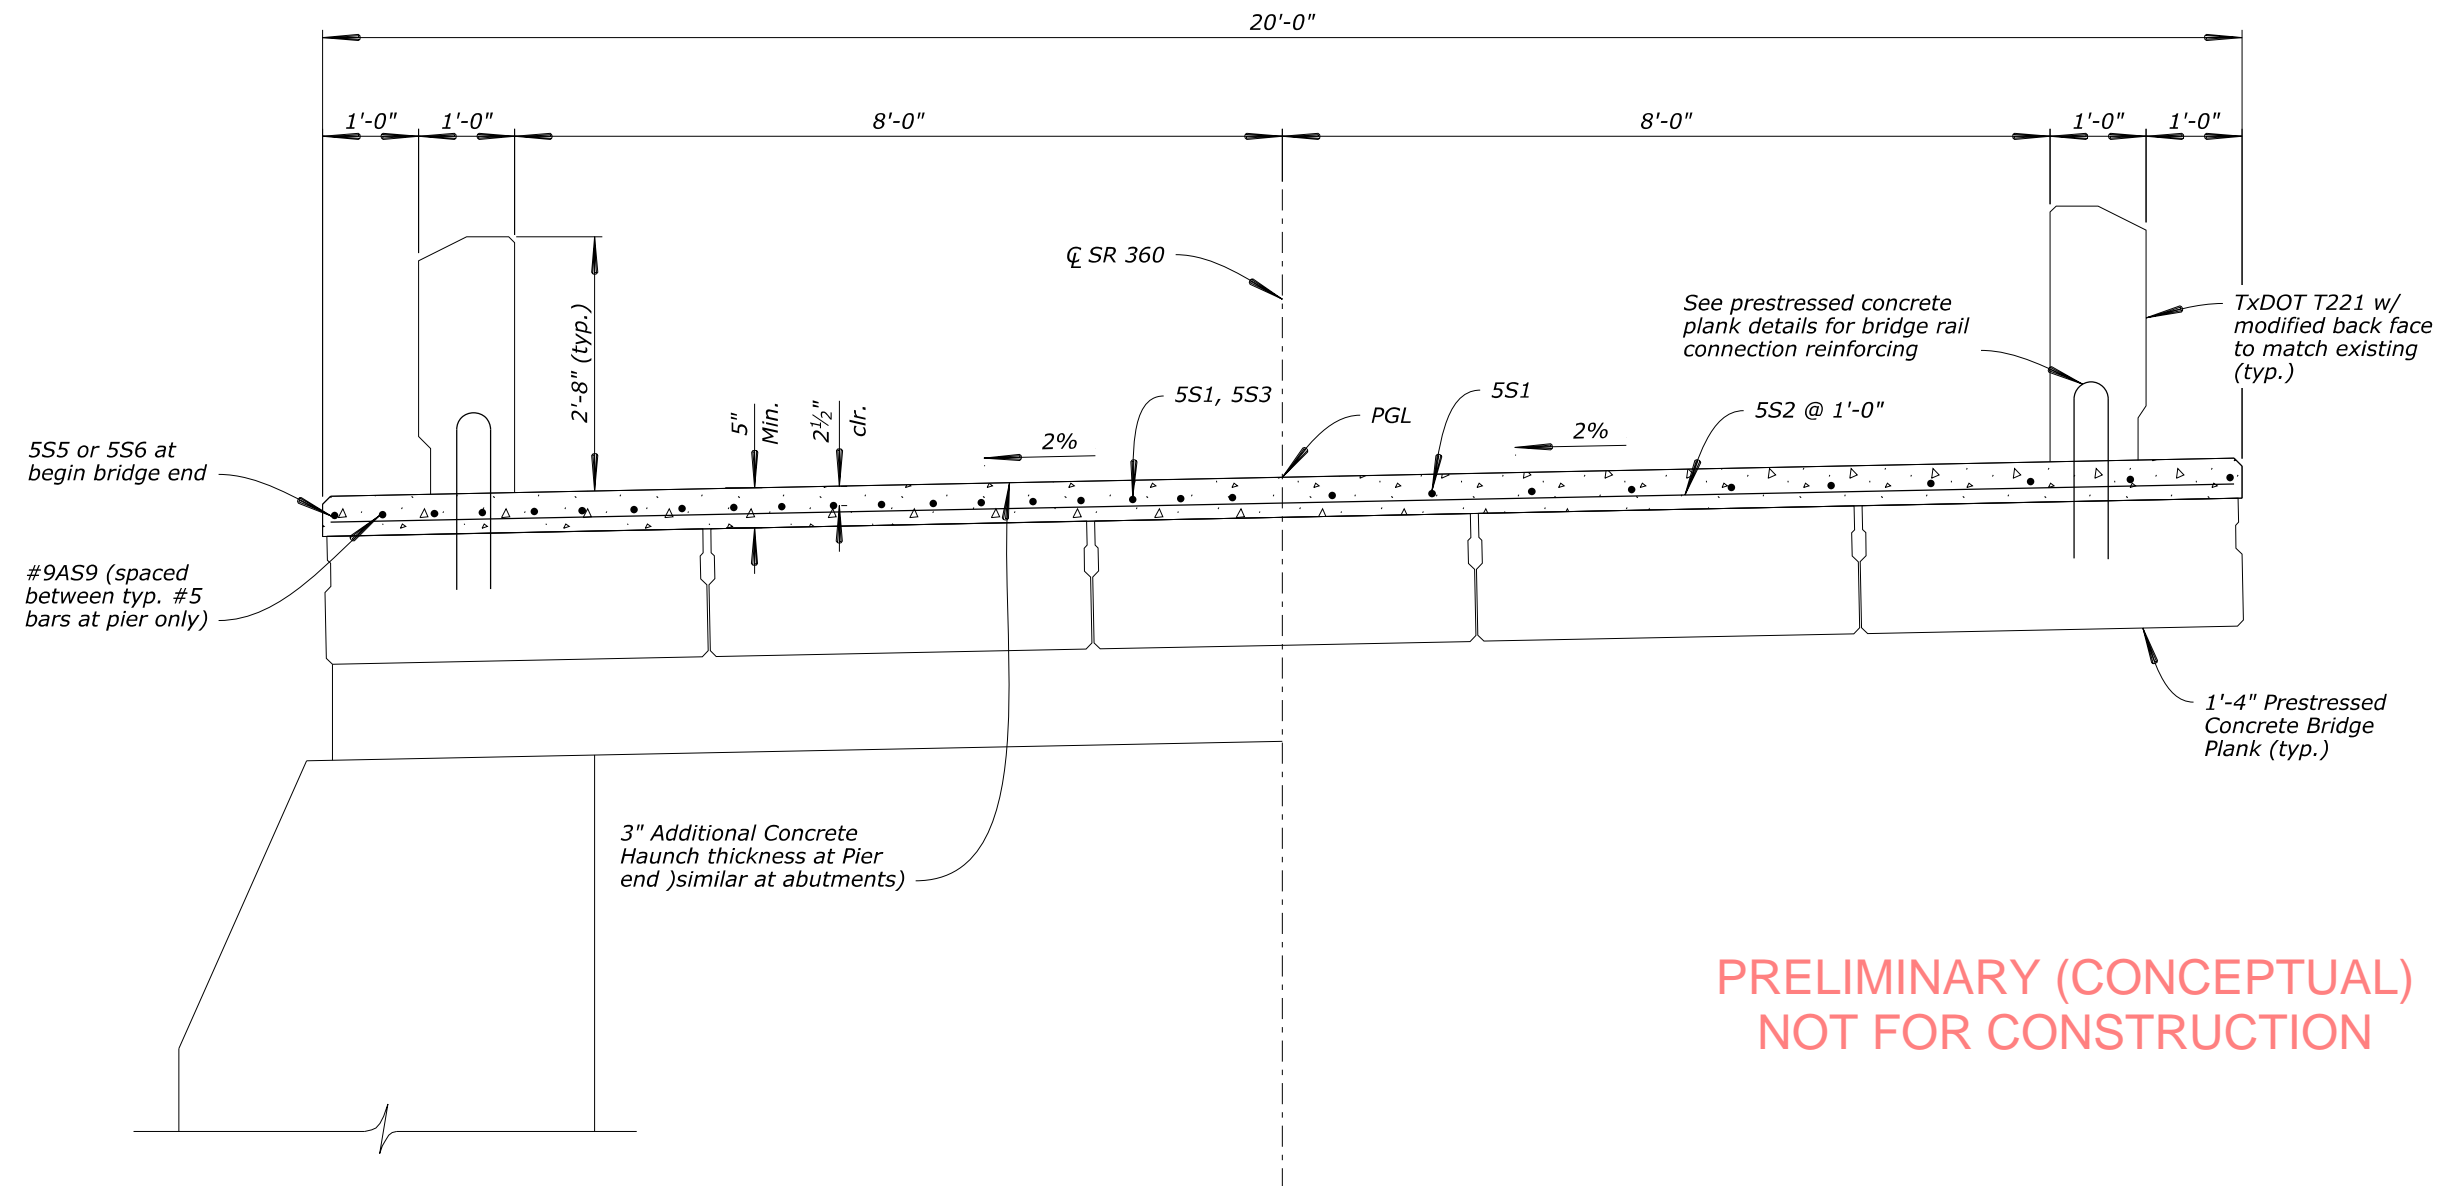 20'-0"
1'-0"
1'-0"
8'-0"
8'-0"
1'-0"
1'-0"
℄ SR 360
2'-8" (typ.)
See prestressed concrete
plank details for bridge rail
connection reinforcing
TxDOT T221 w/
modified back face
to match existing
(typ.)
5S1, 5S3
5S1
5" Min.
2½" clr.
PGL
5S2 @ 1'-0"
2%
2%
5S5 or 5S6 at
begin bridge end
#9AS9 (spaced
between typ. #5
bars at pier only)
1'-4" Prestressed
Concrete Bridge
Plank (typ.)
3" Additional Concrete
Haunch thickness at Pier
end )similar at abutments)
PRELIMINARY (CONCEPTUAL)
NOT FOR CONSTRUCTION